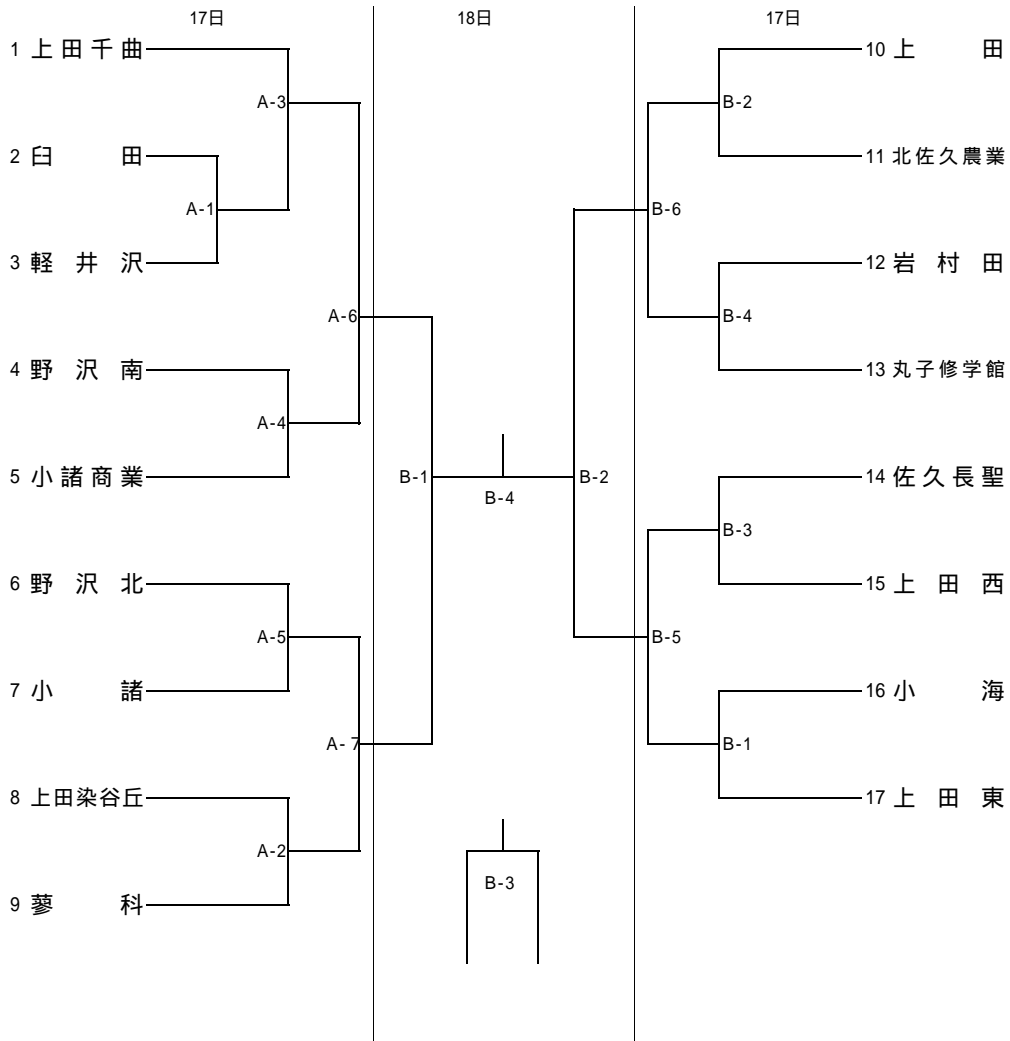 17日
18日
17日
1 上田千曲
A-3
2 臼田
A-1
3 軽井沢
A-6
4 野沢南
A-4
5 小諸商業
6 野沢北
A-5
7 小諸
A-7
8 上田染谷丘
A-2
9 蓼科
B-1
B-4
B-2
B-3
10 上田
B-2
11 北佐久農業
B-6
12 岩村田
B-4
13 丸子修学館
14 佐久長聖
B-3
15 上田西
B-5
16 小海
B-1
17 上田東